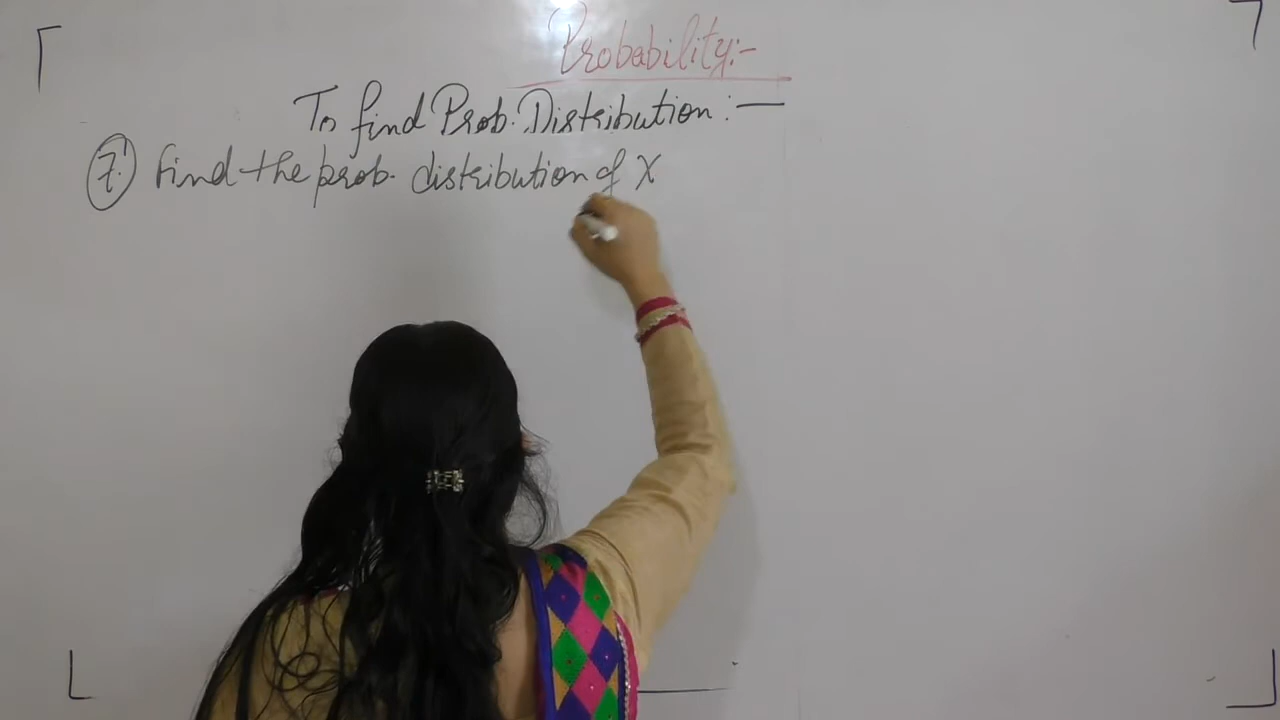 Probability:-
To find Prob. Distribution:-
7. Find the prob. distribution of X